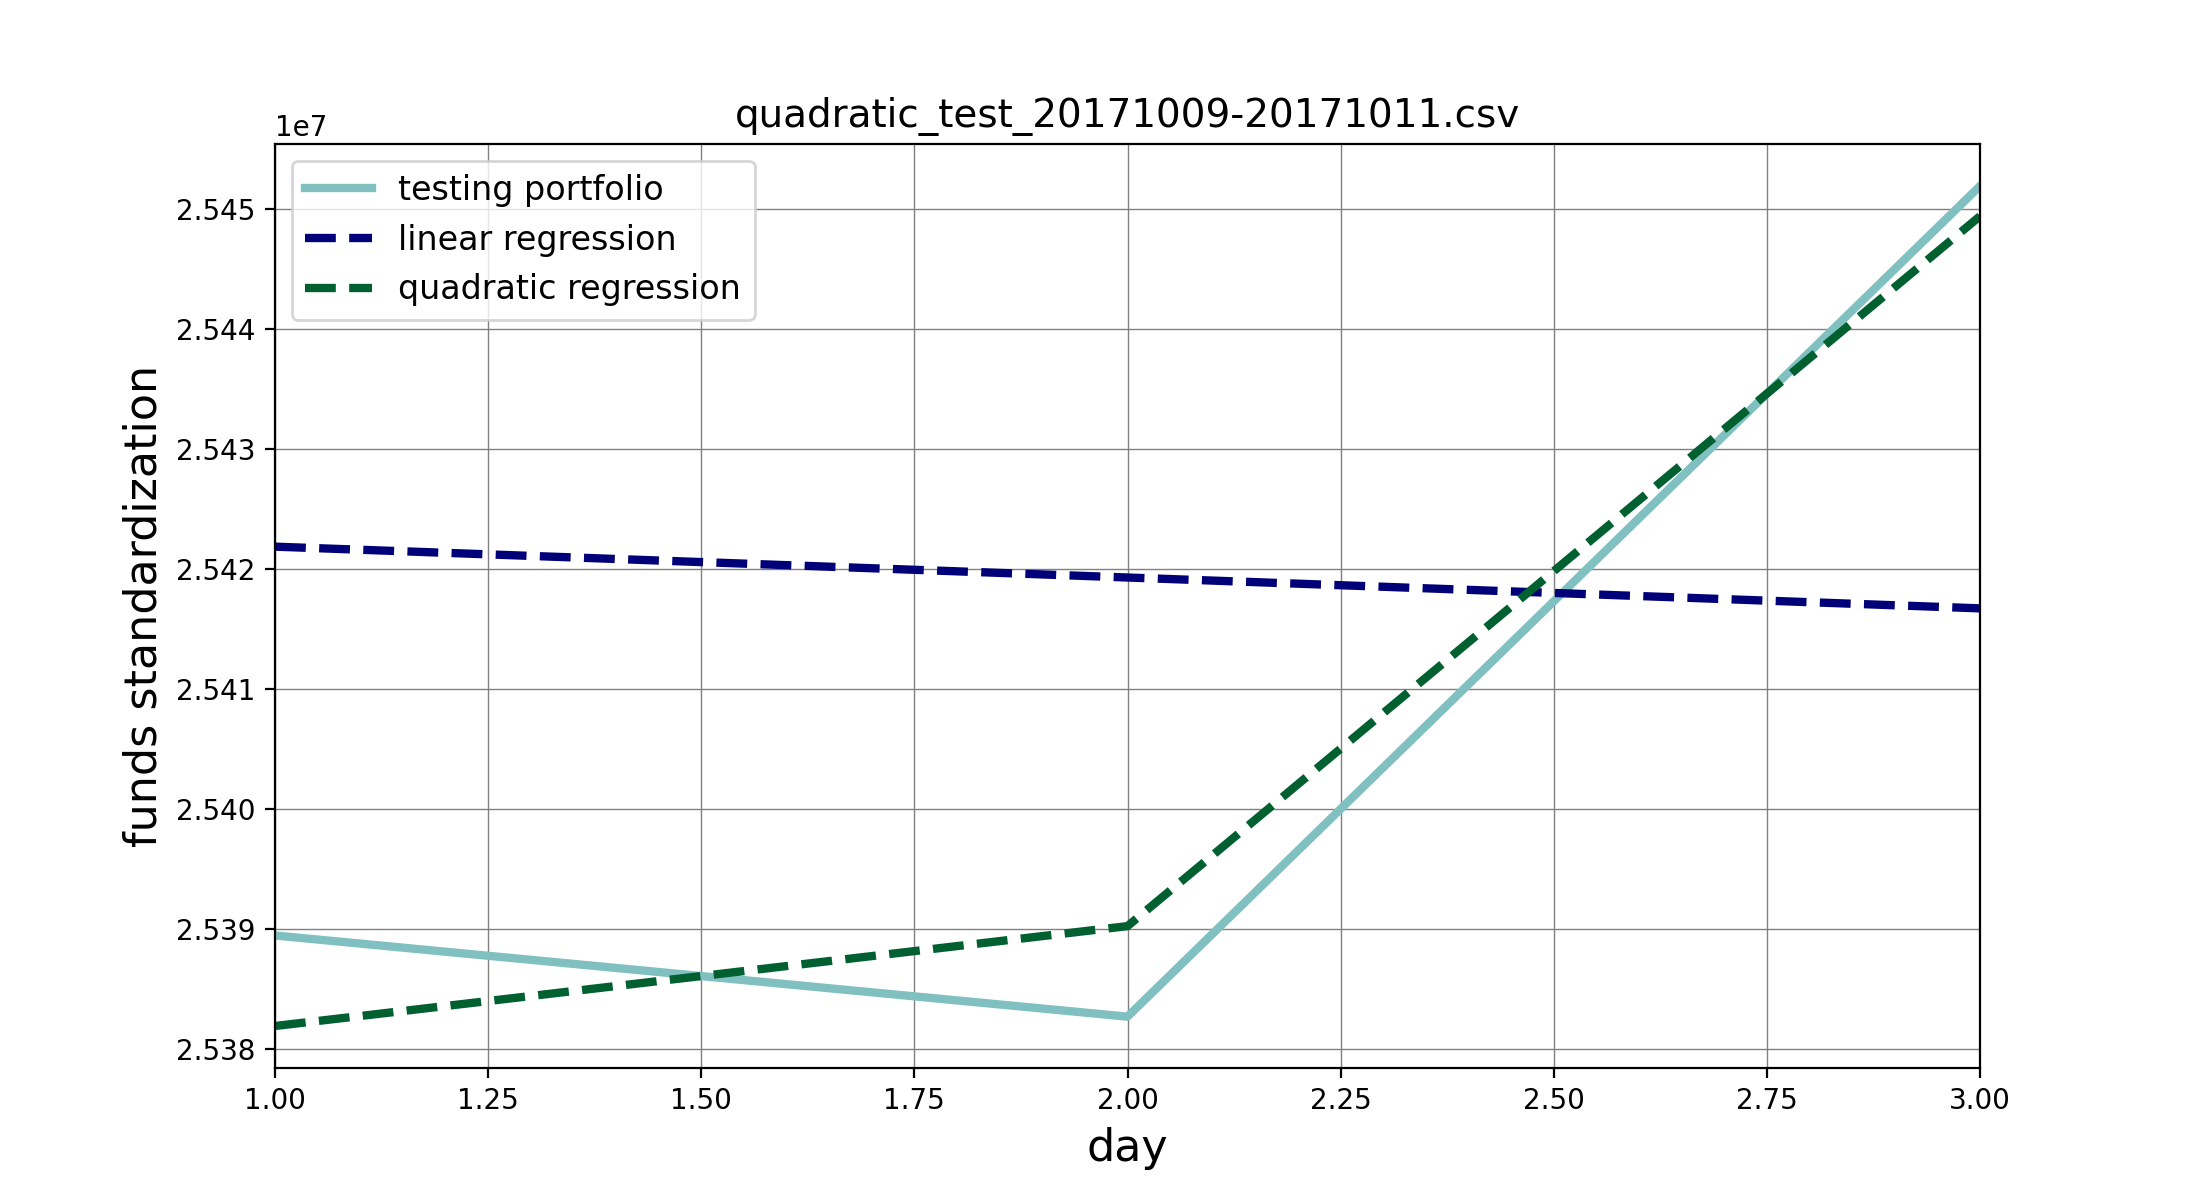 quadratic_test_20171009-20171011.csv
1e7
testing portfolio
linear regression
quadratic regression
2.545
2.544
2.543
2.542
2.541
2.540
2.539
2.538
funds standardization
1.00 1.25 1.50 1.75 2.00 2.25 2.50 2.75 3.00
day